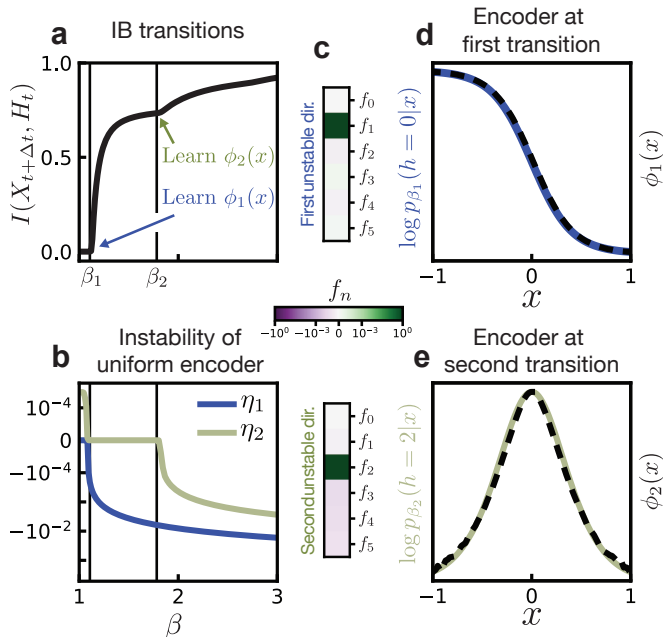 a
IB transitions
1.0
0.5
0.0
I(X_{t+Δt}, H_t)
Learn ϕ₂(x)
Learn ϕ₁(x)
β₁
β₂
b
Instability of
uniform encoder
10⁻⁴
0
−10⁻⁴
−10⁻²
η₁
η₂
1
2
3
β
c
First unstable dir.
f₀
f₁
f₂
f₃
f₄
f₅
f_n
−10⁰
−10⁻³
0
10⁻³
10⁰
Second unstable dir.
f₀
f₁
f₂
f₃
f₄
f₅
d
Encoder at
first transition
log p_{β₁}(h = 0|x)
ϕ₁(x)
−1
0
1
x
e
Encoder at
second transition
log p_{β₂}(h = 2|x)
ϕ₂(x)
−1
0
1
x